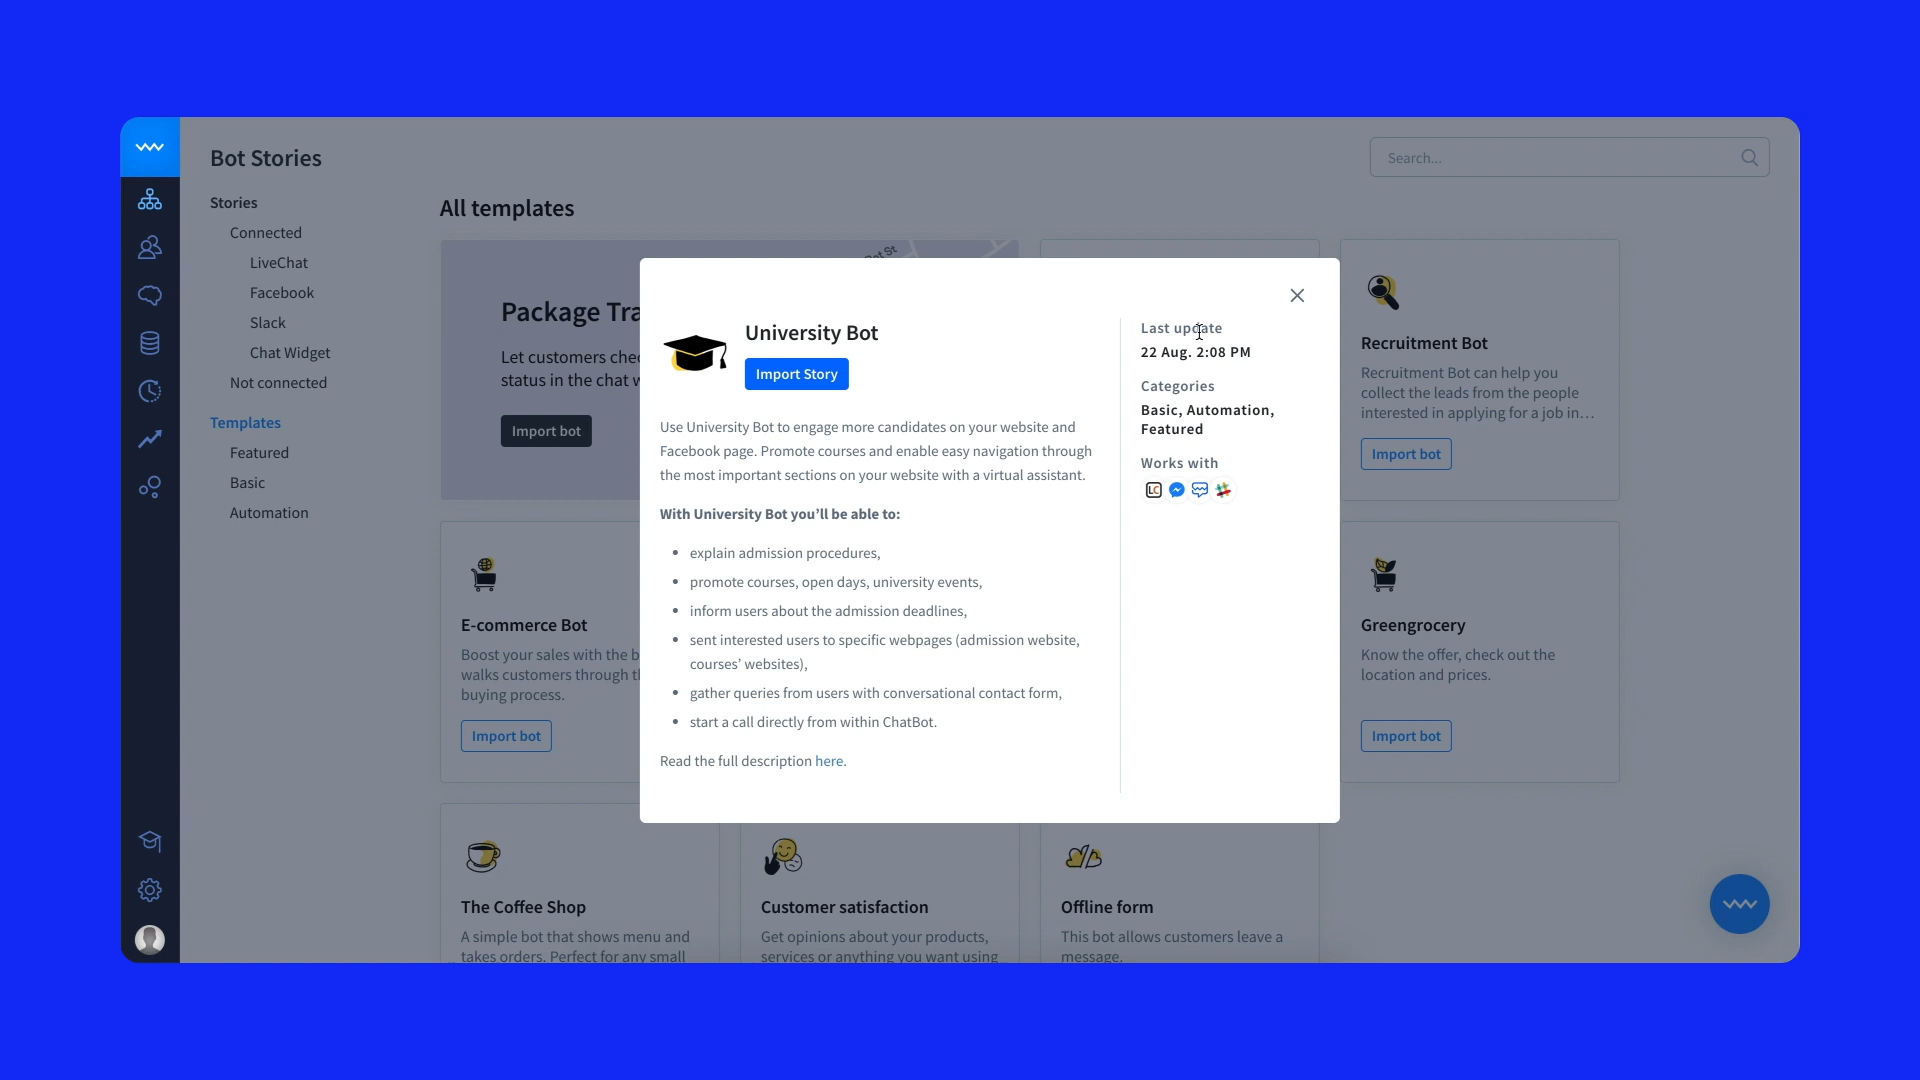 Bot Stories
Search...
Stories
Connected
LiveChat
Facebook
Slack
Chat Widget
Not connected
Templates
Featured
Basic
Automation
All templates
Package Tra
Let customers chec
status in the chat w
Import bot
Bot St
University Bot
Import Story
Use University Bot to engage more candidates on your website and
Facebook page. Promote courses and enable easy navigation through
the most important sections on your website with a virtual assistant.
With University Bot you’ll be able to:
• explain admission procedures,
• promote courses, open days, university events,
• inform users about the admission deadlines,
• sent interested users to specific webpages (admission website,
courses’ websites),
• gather queries from users with conversational contact form,
• start a call directly from within ChatBot.
Read the full description here.
Last update
22 Aug. 2:08 PM
Categories
Basic, Automation,
Featured
Works with
LC
Recruitment Bot
Recruitment Bot can help you
collect the leads from the people
interested in applying for a job in...
Import bot
E-commerce Bot
Boost your sales with the b
walks customers through t
buying process.
Import bot
Greengrocery
Know the offer, check out the
location and prices.
Import bot
The Coffee Shop
A simple bot that shows menu and
takes orders. Perfect for any small
Customer satisfaction
Get opinions about your products,
services or anything you want using
Offline form
This bot allows customers leave a
message.